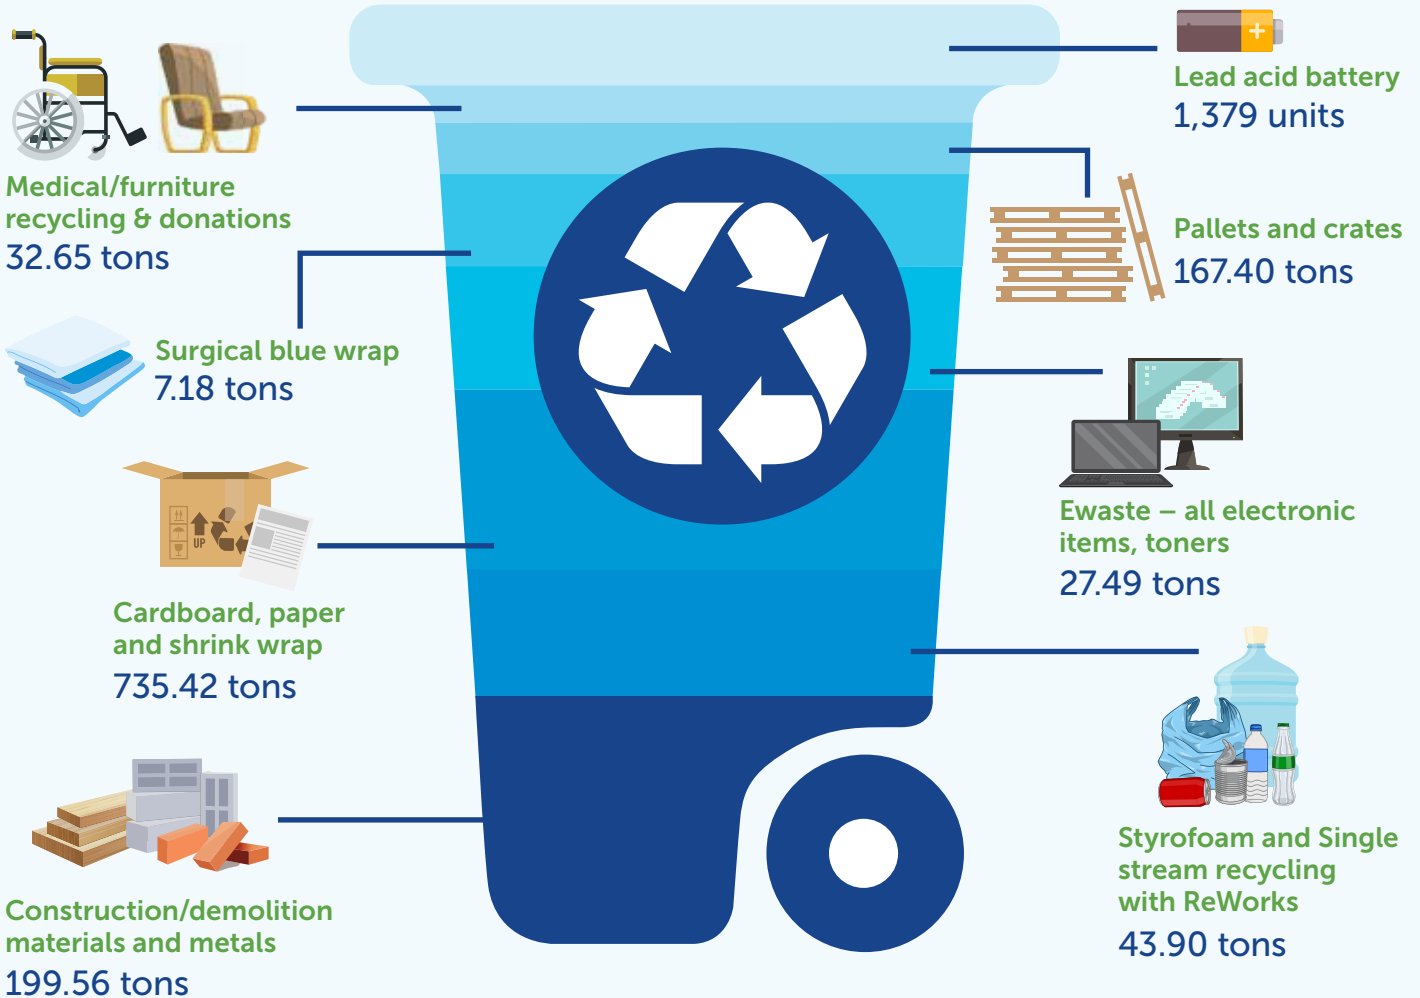 Lead acid battery
1,379 units
Medical/furniture
recycling & donations
32.65 tons
Pallets and crates
167.40 tons
Surgical blue wrap
7.18 tons
UP
Cardboard, paper
and shrink wrap
735.42 tons
Ewaste – all electronic
items, toners
27.49 tons
Construction/demolition
materials and metals
199.56 tons
Styrofoam and Single
stream recycling
with ReWorks
43.90 tons